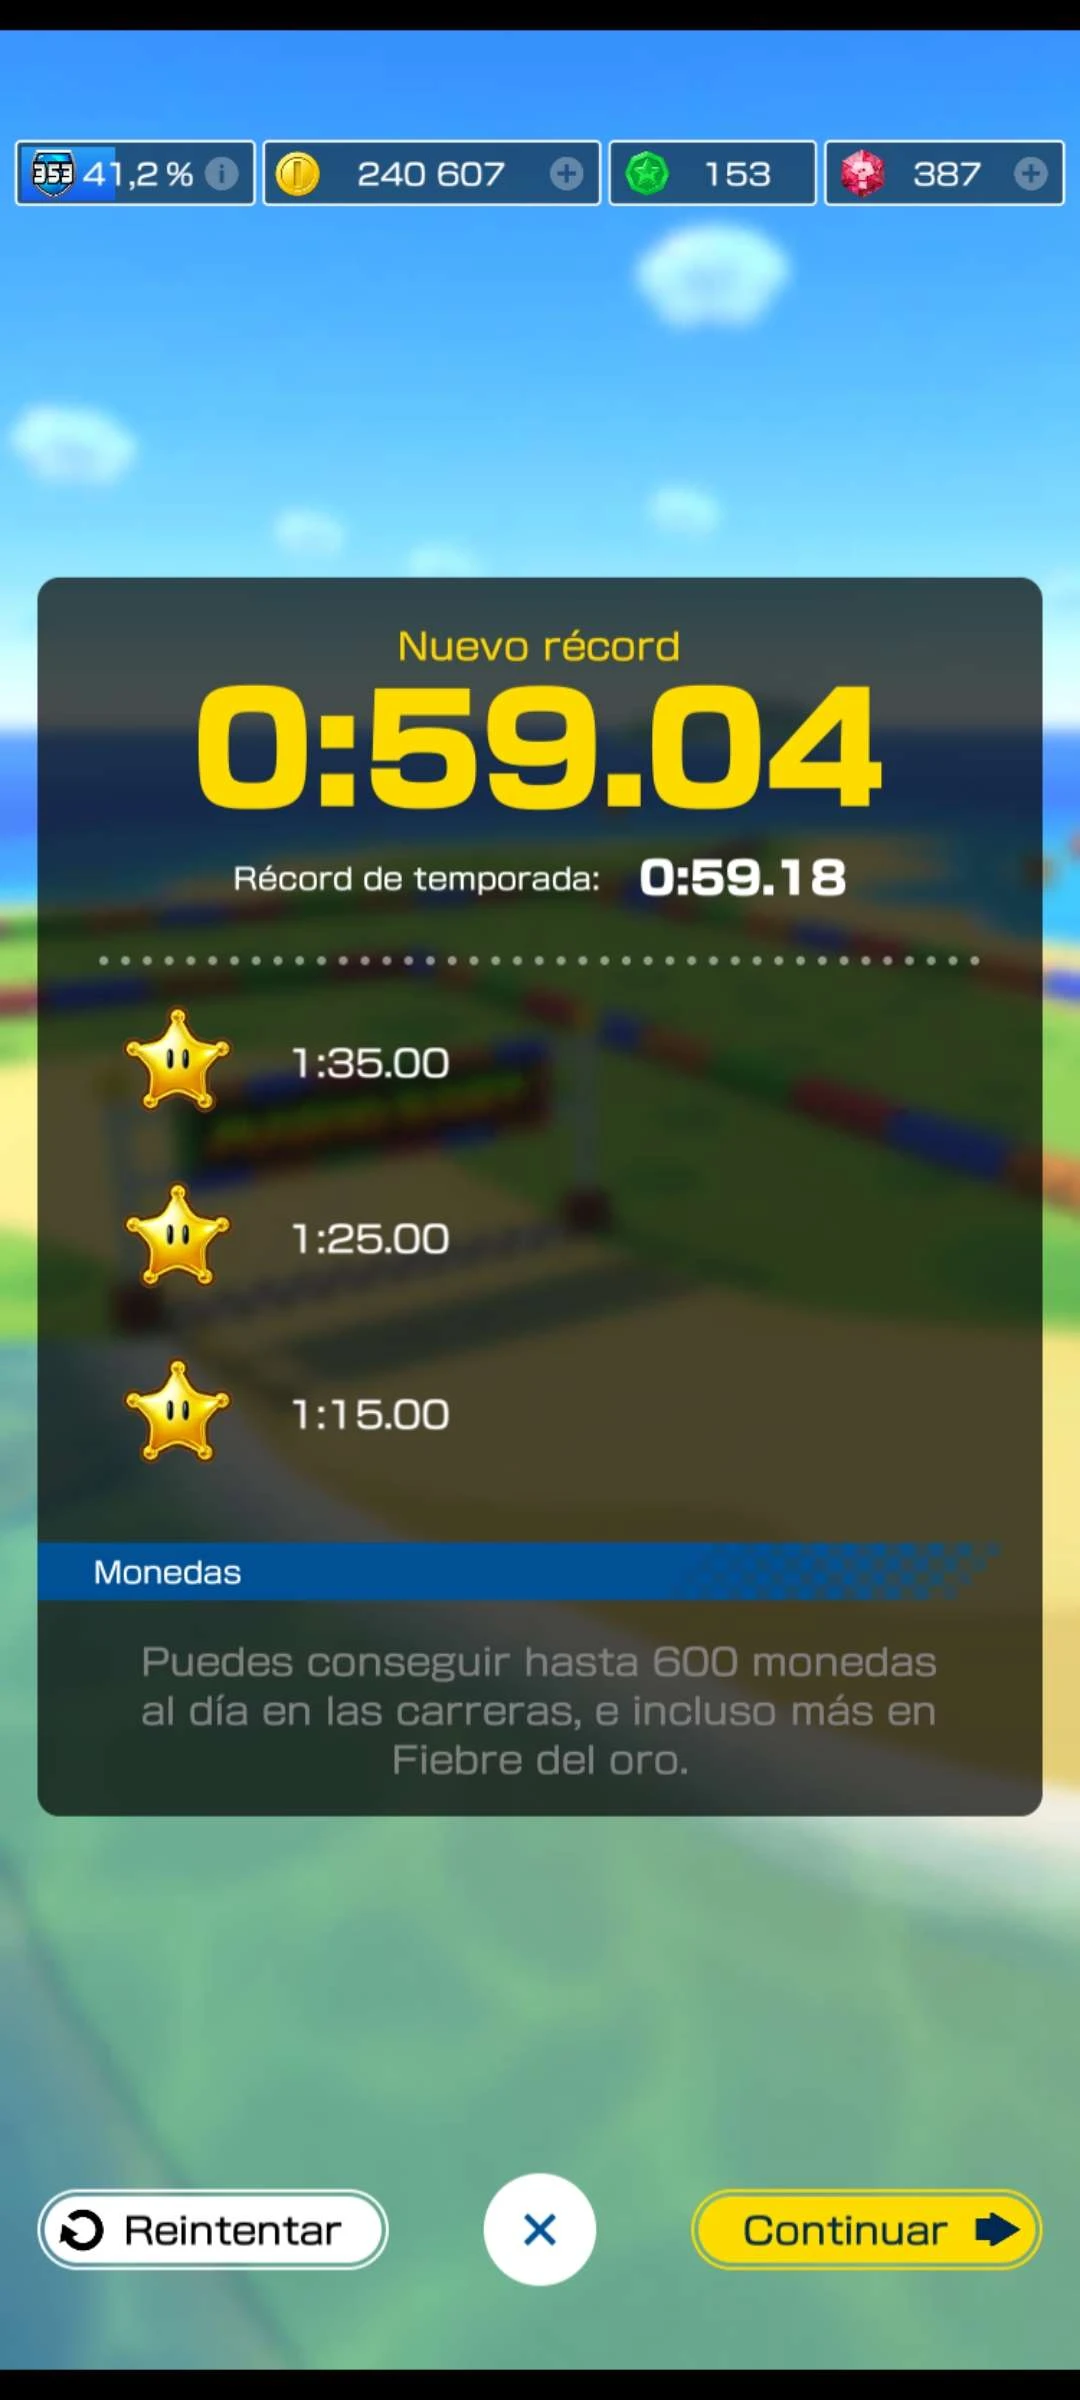 353 41,2 % 240 607 153 387
Nuevo récord
0:59.04
Récord de temporada: 0:59.18
1:35.00
1:25.00
1:15.00
Monedas
Puedes conseguir hasta 600 monedas
al día en las carreras, e incluso más en
Fiebre del oro.
Reintentar
Continuar